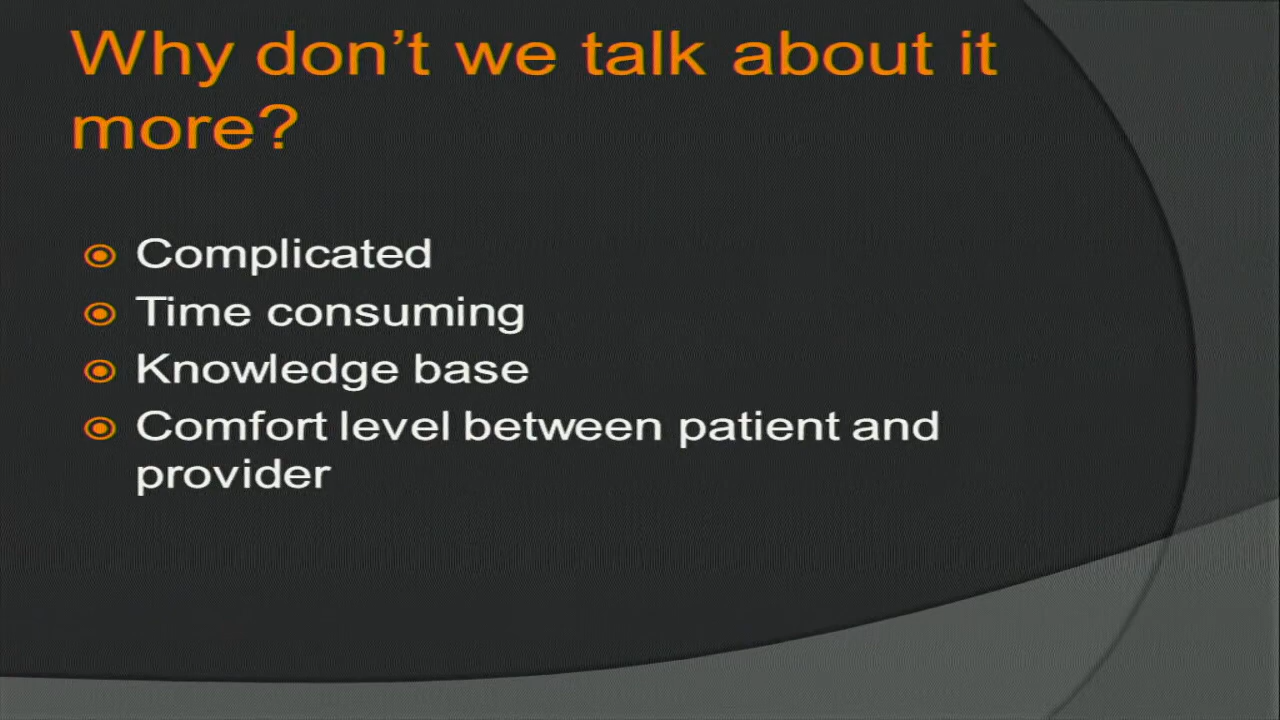 Why don’t we talk about it
more?
Complicated
Time consuming
Knowledge base
Comfort level between patient and
provider